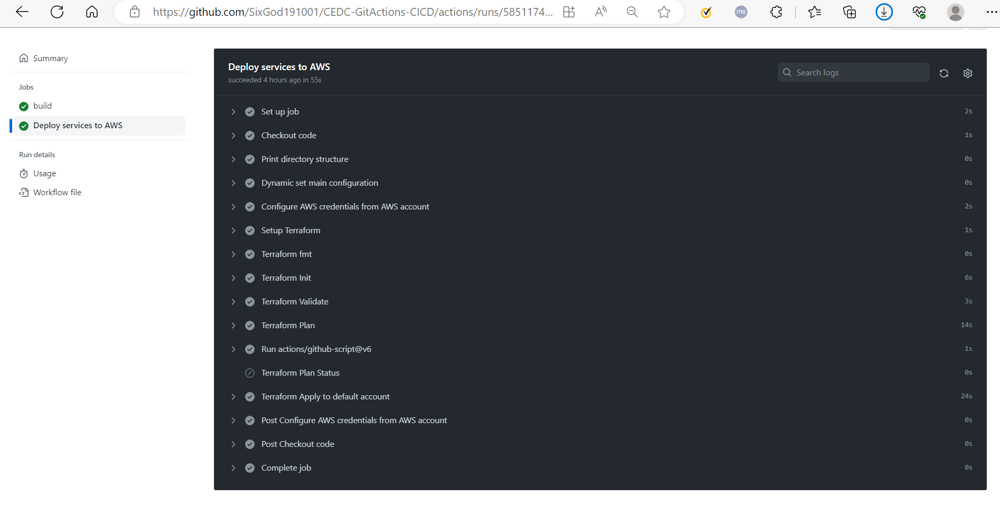 https://github.com/SixGod191001/CEDC-GitActions-CICD/actions/runs/5851174...
me
Summary
Jobs
build
Deploy services to AWS
Run details
Usage
Workflow file
Deploy services to AWS
succeeded 4 hours ago in 55s
Search logs
Set up job 2s
Checkout code 1s
Print directory structure 0s
Dynamic set main configuration 0s
Configure AWS credentials from AWS account 2s
Setup Terraform 1s
Terraform fmt 0s
Terraform Init 6s
Terraform Validate 3s
Terraform Plan 14s
Run actions/github-script@v6 1s
Terraform Plan Status 0s
Terraform Apply to default account 24s
Post Configure AWS credentials from AWS account 0s
Post Checkout code 0s
Complete job 0s